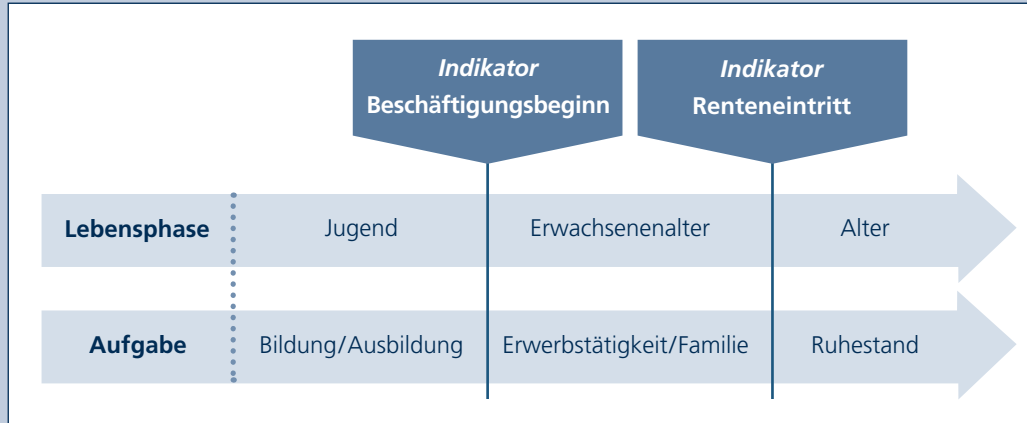 Indikator
Beschäftigungsbeginn
Indikator
Renteneintritt
Lebensphase
Jugend
Erwachsenenalter
Alter
Aufgabe
Bildung/Ausbildung
Erwerbstätigkeit/Familie
Ruhestand